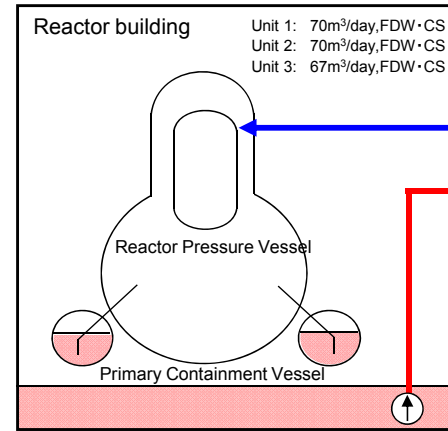 Reactor building
Unit 1: 70m³/day,FDW・CS
Unit 2: 70m³/day,FDW・CS
Unit 3: 67m³/day,FDW・CS
Reactor Pressure Vessel
Primary Containment Vessel